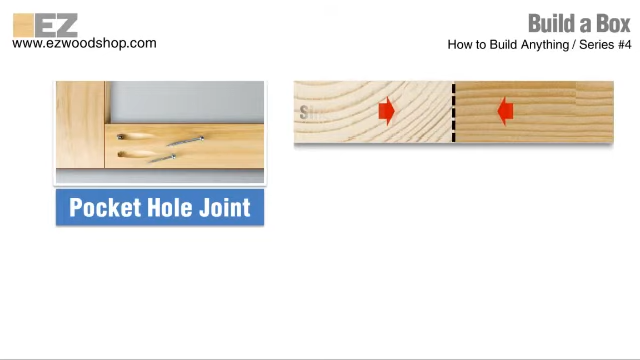 EZ
www.ezwoodshop.com
Build a Box
How to Build Anything / Series #4
Pocket Hole Joint